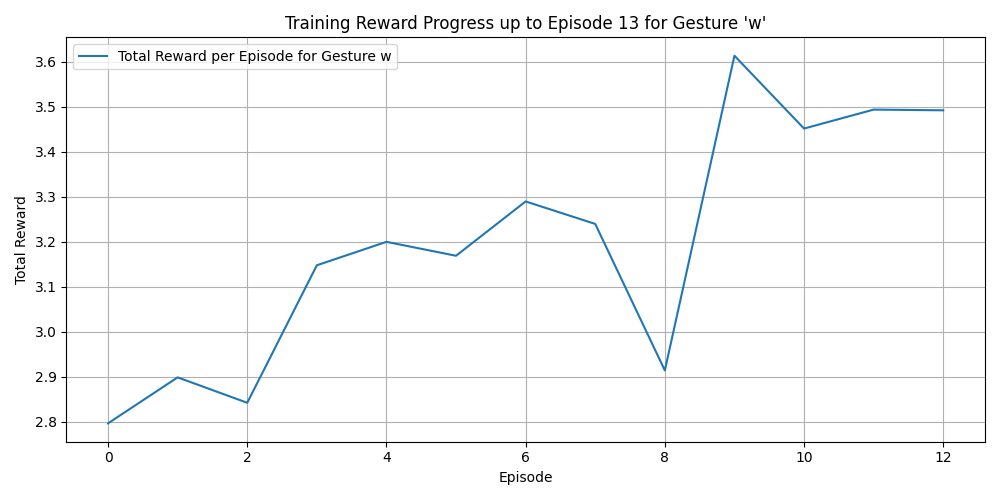 Training Reward Progress up to Episode 13 for Gesture 'w'
Total Reward per Episode for Gesture w
3.6
3.5
3.4
3.3
3.2
3.1
3.0
2.9
2.8
Total Reward
0 2 4 6 8 10 12
Episode